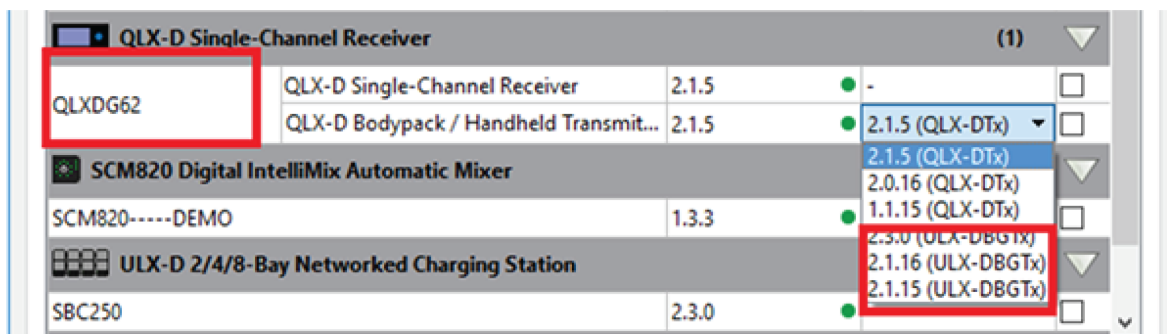 QLX-D Single-Channel Receiver (1)
QLXDG62
QLX-D Single-Channel Receiver 2.1.5 -
QLX-D Bodypack / Handheld Transmit... 2.1.5 2.1.5 (QLX-DTx)
2.1.5 (QLX-DTx)
2.0.16 (QLX-DTx)
1.1.15 (QLX-DTx)
2.3.0 (ULX-DBGTx)
2.1.16 (ULX-DBGTx)
2.1.15 (ULX-DBGTx)
SCM820 Digital IntelliMix Automatic Mixer
SCM820-----DEMO 1.3.3
ULX-D 2/4/8-Bay Networked Charging Station
SBC250 2.3.0